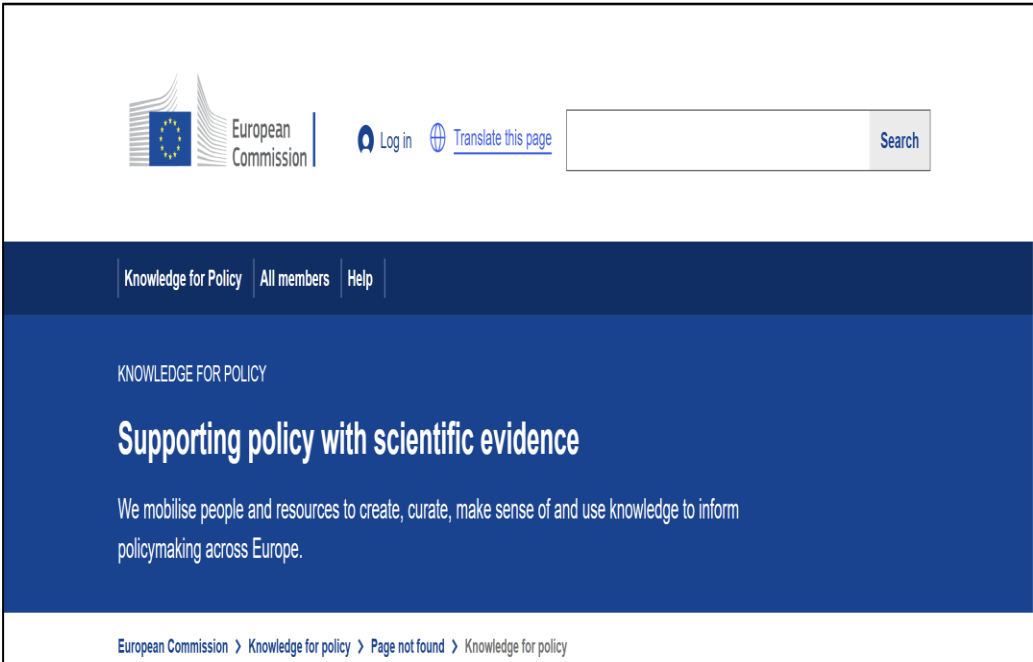 European
Commission
Log in
Translate this page
Search
Knowledge for Policy
All members
Help
KNOWLEDGE FOR POLICY
Supporting policy with scientific evidence
We mobilise people and resources to create, curate, make sense of and use knowledge to inform
policymaking across Europe.
European Commission > Knowledge for policy > Page not found > Knowledge for policy